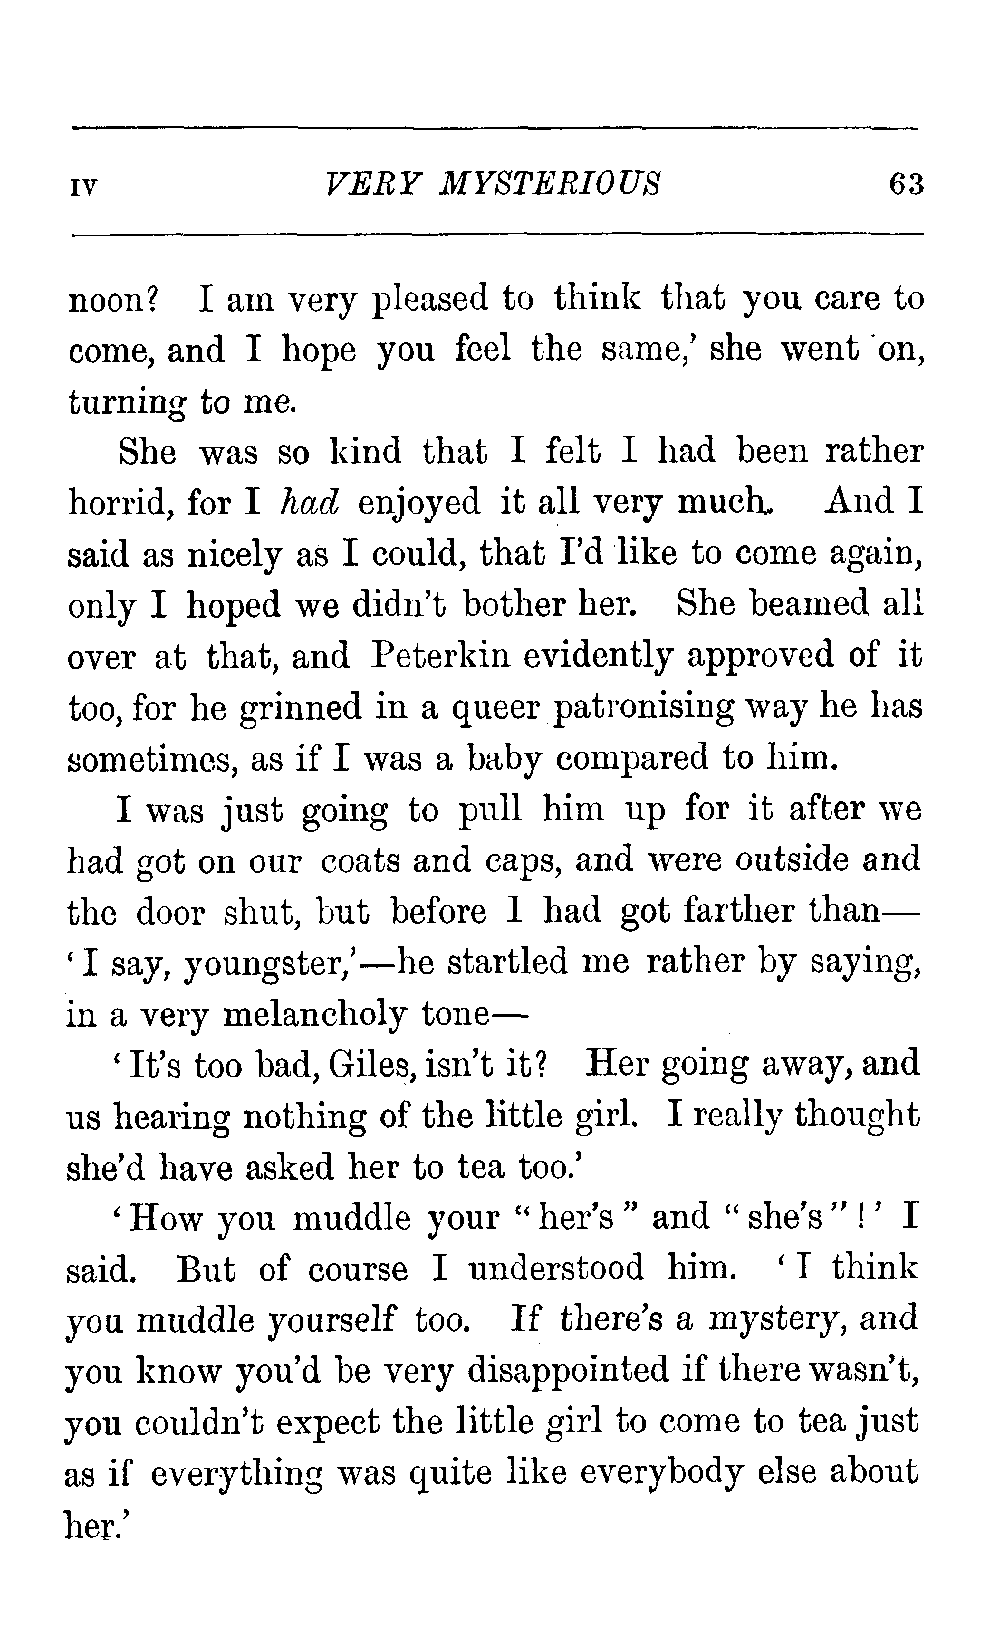 IV VERY MYSTERIOUS 63
noon? I am very pleased to think that you care to
come, and I hope you feel the same,’ she went on,
turning to me.
She was so kind that I felt I had been rather
horrid, for I had enjoyed it all very much. And I
said as nicely as I could, that I’d like to come again,
only I hoped we didn’t bother her. She beamed all
over at that, and Peterkin evidently approved of it
too, for he grinned in a queer patronising way he has
sometimes, as if I was a baby compared to him.
I was just going to pull him up for it after we
had got on our coats and caps, and were outside and
the door shut, but before I had got farther than—
‘I say, youngster,’—he startled me rather by saying,
in a very melancholy tone—
‘It’s too bad, Giles, isn’t it? Her going away, and
us hearing nothing of the little girl. I really thought
she’d have asked her to tea too.’
‘How you muddle your “her’s” and “she’s”!’ I
said. But of course I understood him. ‘I think
you muddle yourself too. If there’s a mystery, and
you know you’d be very disappointed if there wasn’t,
you couldn’t expect the little girl to come to tea just
as if everything was quite like everybody else about
her.’